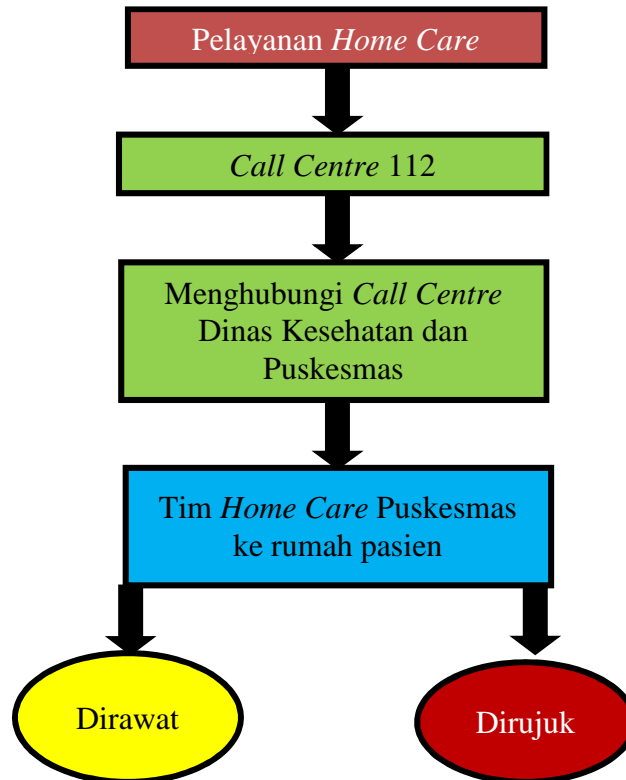 Pelayanan Home Care
Call Centre 112
Menghubungi Call Centre
Dinas Kesehatan dan
Puskesmas
Tim Home Care Puskesmas
ke rumah pasien
Dirawat
Dirujuk